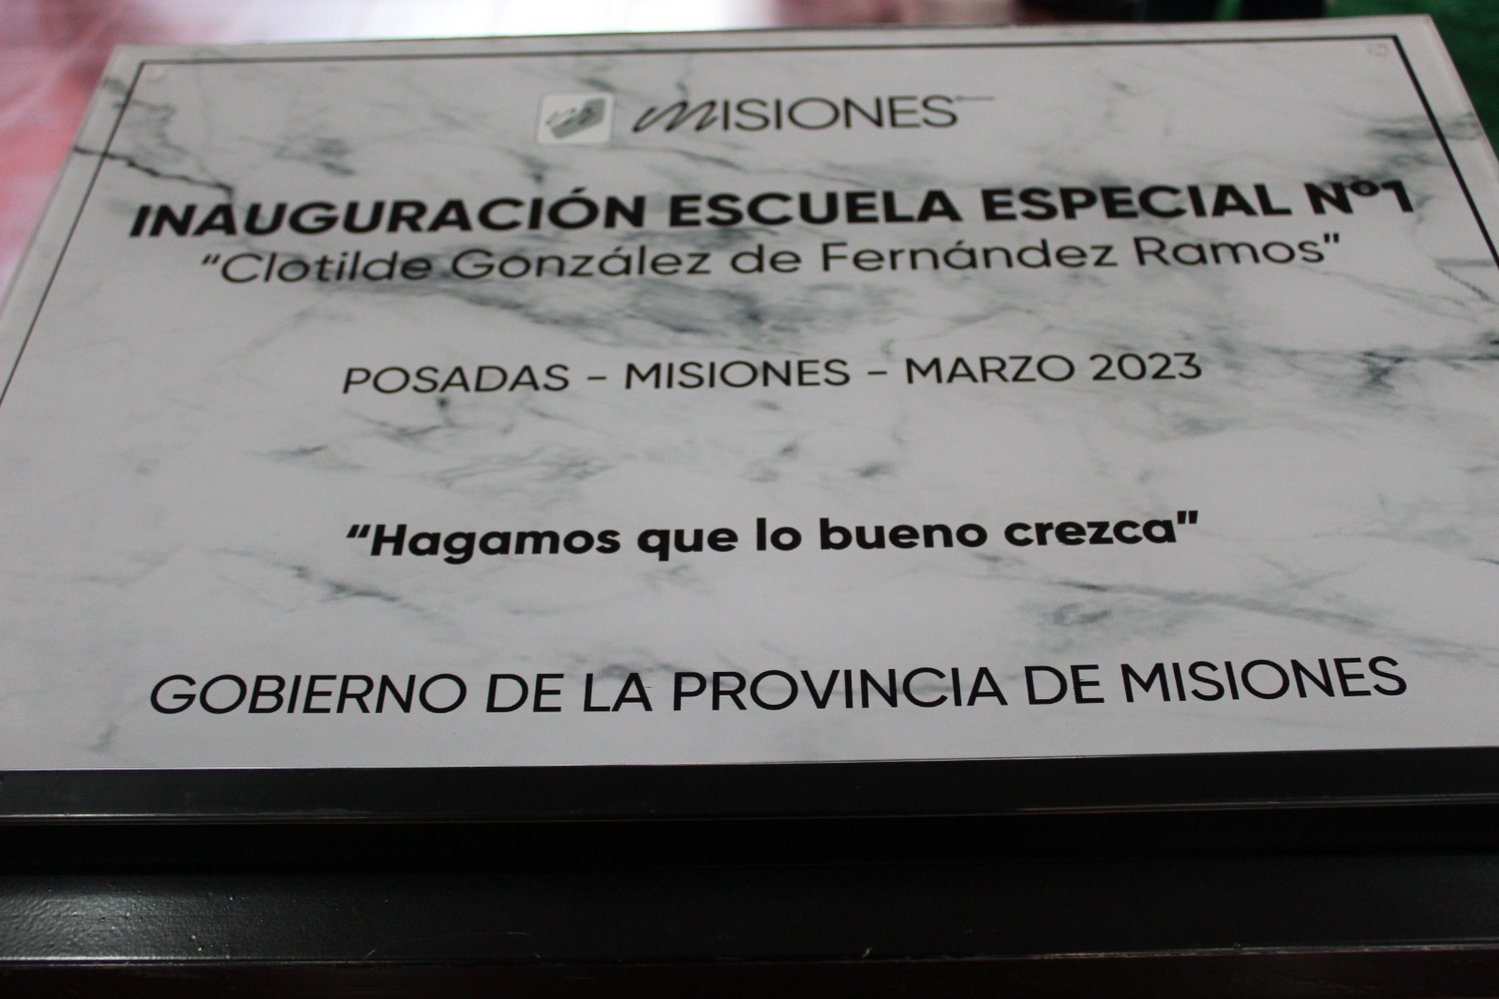 MISIONES
INAUGURACIÓN ESCUELA ESPECIAL Nº1
“Clotilde González de Fernández Ramos”
POSADAS – MISIONES – MARZO 2023
“Hagamos que lo bueno crezca”
GOBIERNO DE LA PROVINCIA DE MISIONES